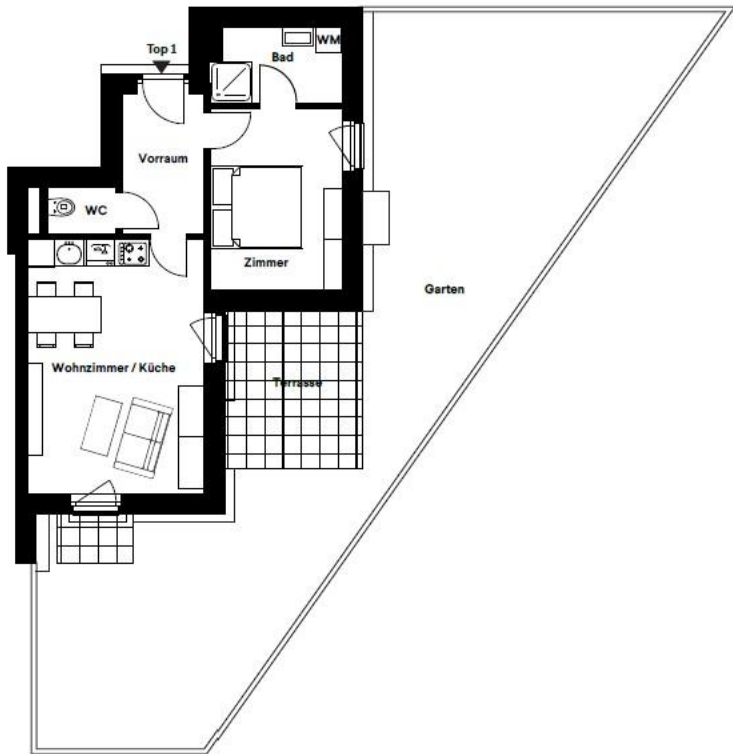 Top 1
WM
Bad
Vorraum
WC
Zimmer
Garten
Wohnzimmer / Küche
Terrasse